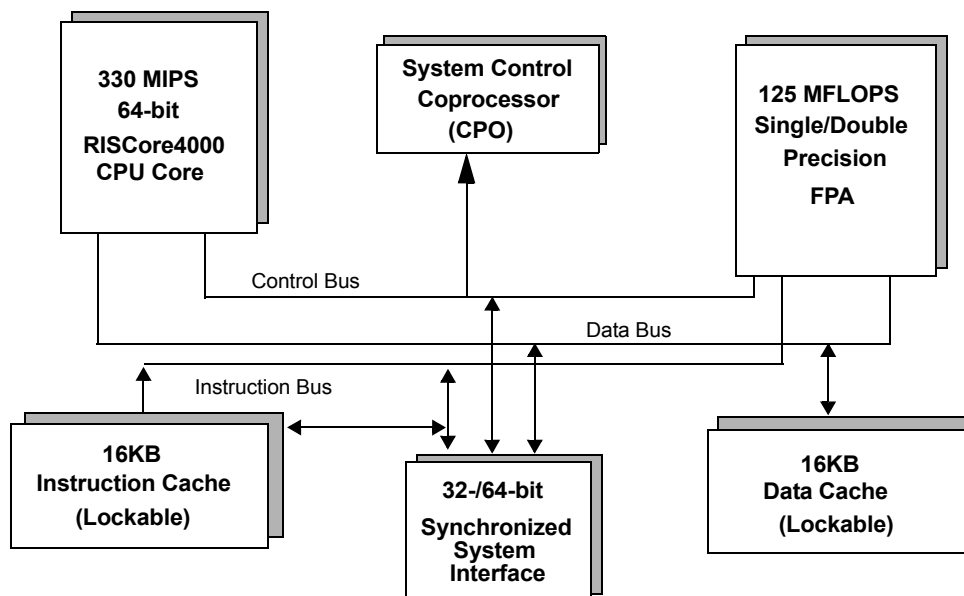 330 MIPS
64-bit
RISCore4000
CPU Core
System Control
Coprocessor
(CPO)
125 MFLOPS
Single/Double
Precision
FPA
Control Bus
Data Bus
Instruction Bus
16KB
Instruction Cache
(Lockable)
32-/64-bit
Synchronized
System
Interface
16KB
Data Cache
(Lockable)